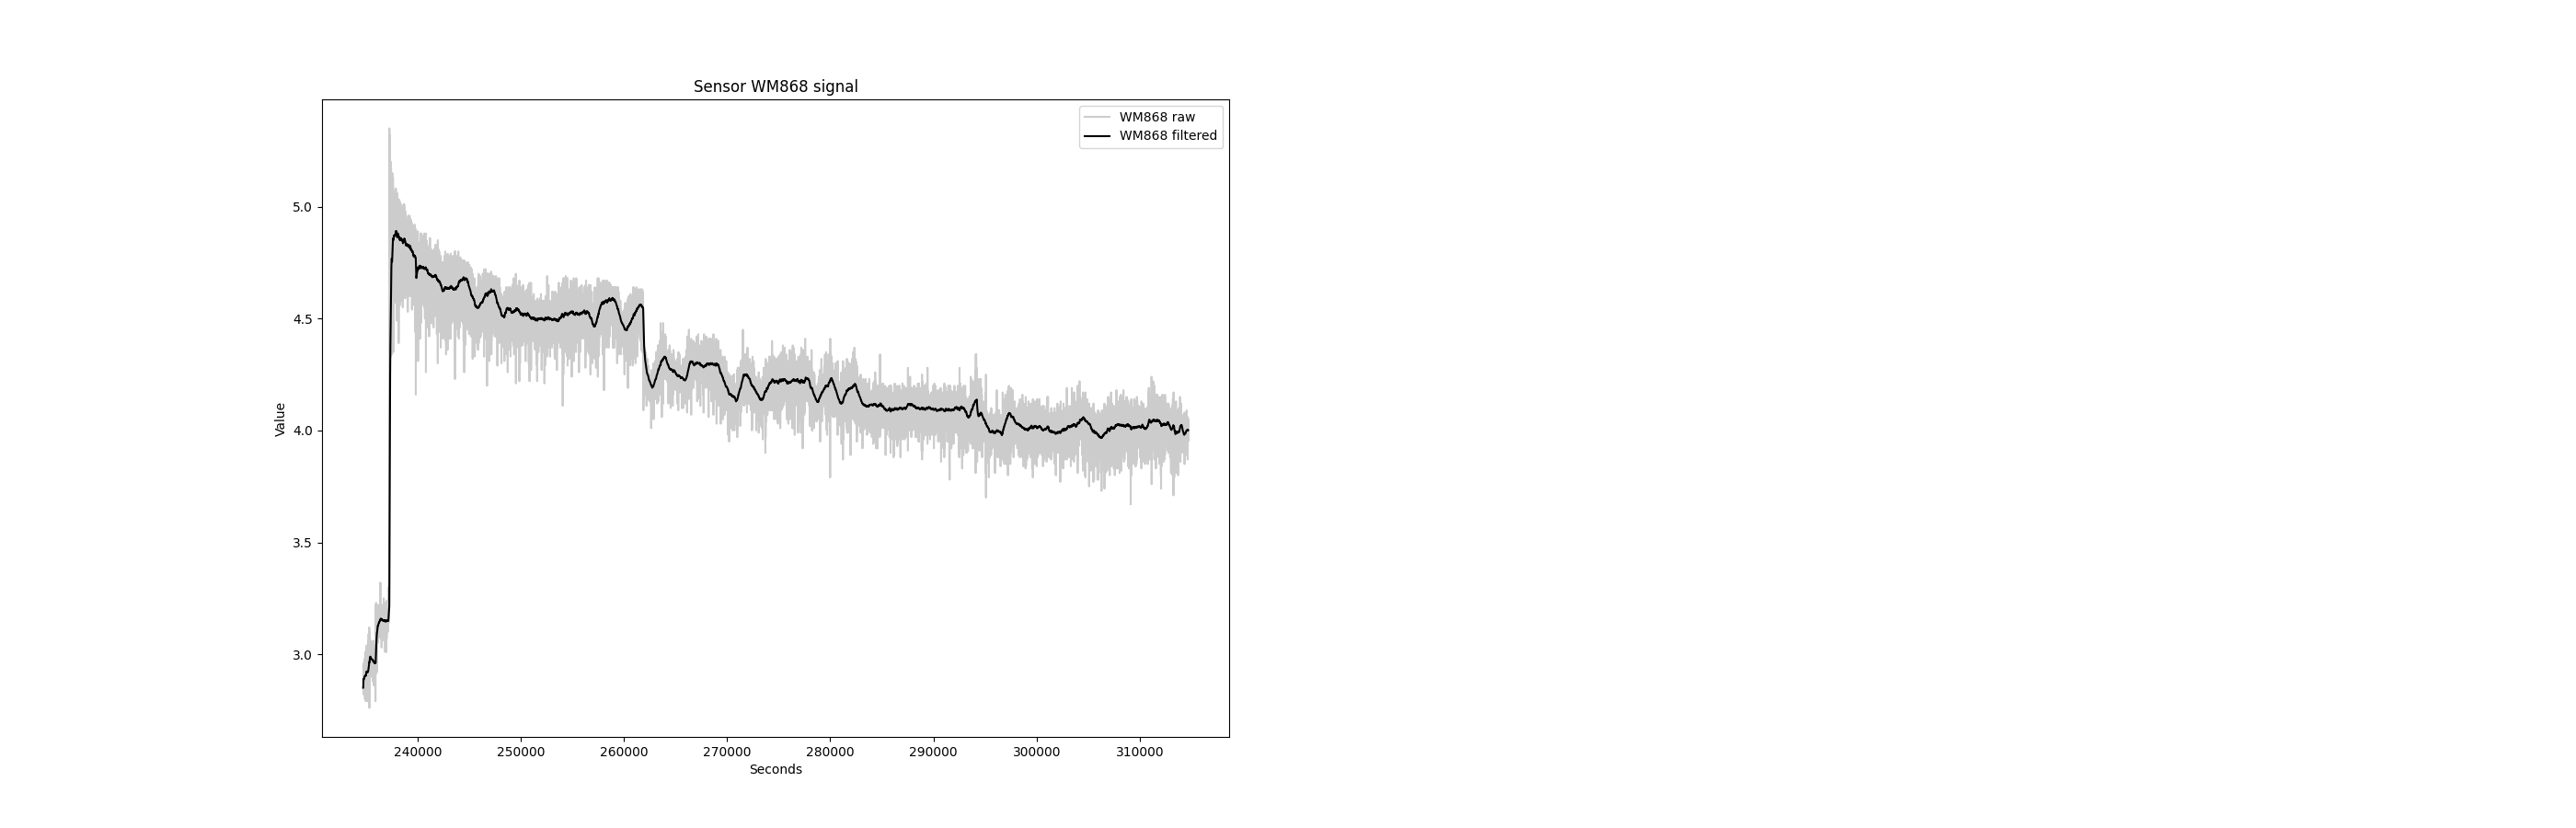 Sensor WM868 signal
WM868 raw
WM868 filtered
5.0
4.5
4.0
3.5
3.0
Value
240000 250000 260000 270000 280000 290000 300000 310000
Seconds